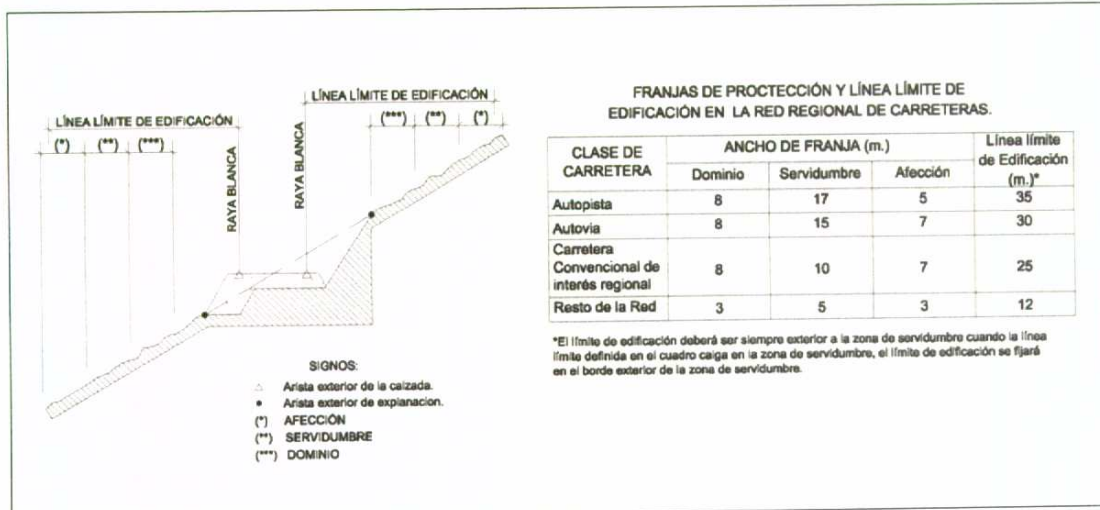 LÍNEA LÍMITE DE EDIFICACIÓN
(***) (**) (*)
LÍNEA LÍMITE DE EDIFICACIÓN
(*) (**) (***)
RAYA BLANCA
RAYA BLANCA
SIGNOS:
△ Arista exterior de la calzada.
● Arista exterior de explanacion.
(*) AFECCIÓN
(**) SERVIDUMBRE
(***) DOMINIO
FRANJAS DE PROCTECCIÓN Y LÍNEA LÍMITE DE
EDIFICACIÓN EN LA RED REGIONAL DE CARRETERAS.
CLASE DE CARRETERA ANCHO DE FRANJA (m.) Línea límite de Edificación (m.)*
Dominio Servidumbre Afección
Autopista 8 17 5 35
Autovia 8 15 7 30
Carretera
Convencional de 8 10 7 25
interés regional
Resto de la Red 3 5 3 12
*El límite de edificación deberá ser siempre exterior a la zona de servidumbre cuando la línea
límite definida en el cuadro caiga en la zona de servidumbre, el límite de edificación se fijará
en el borde exterior de la zona de servidumbre.